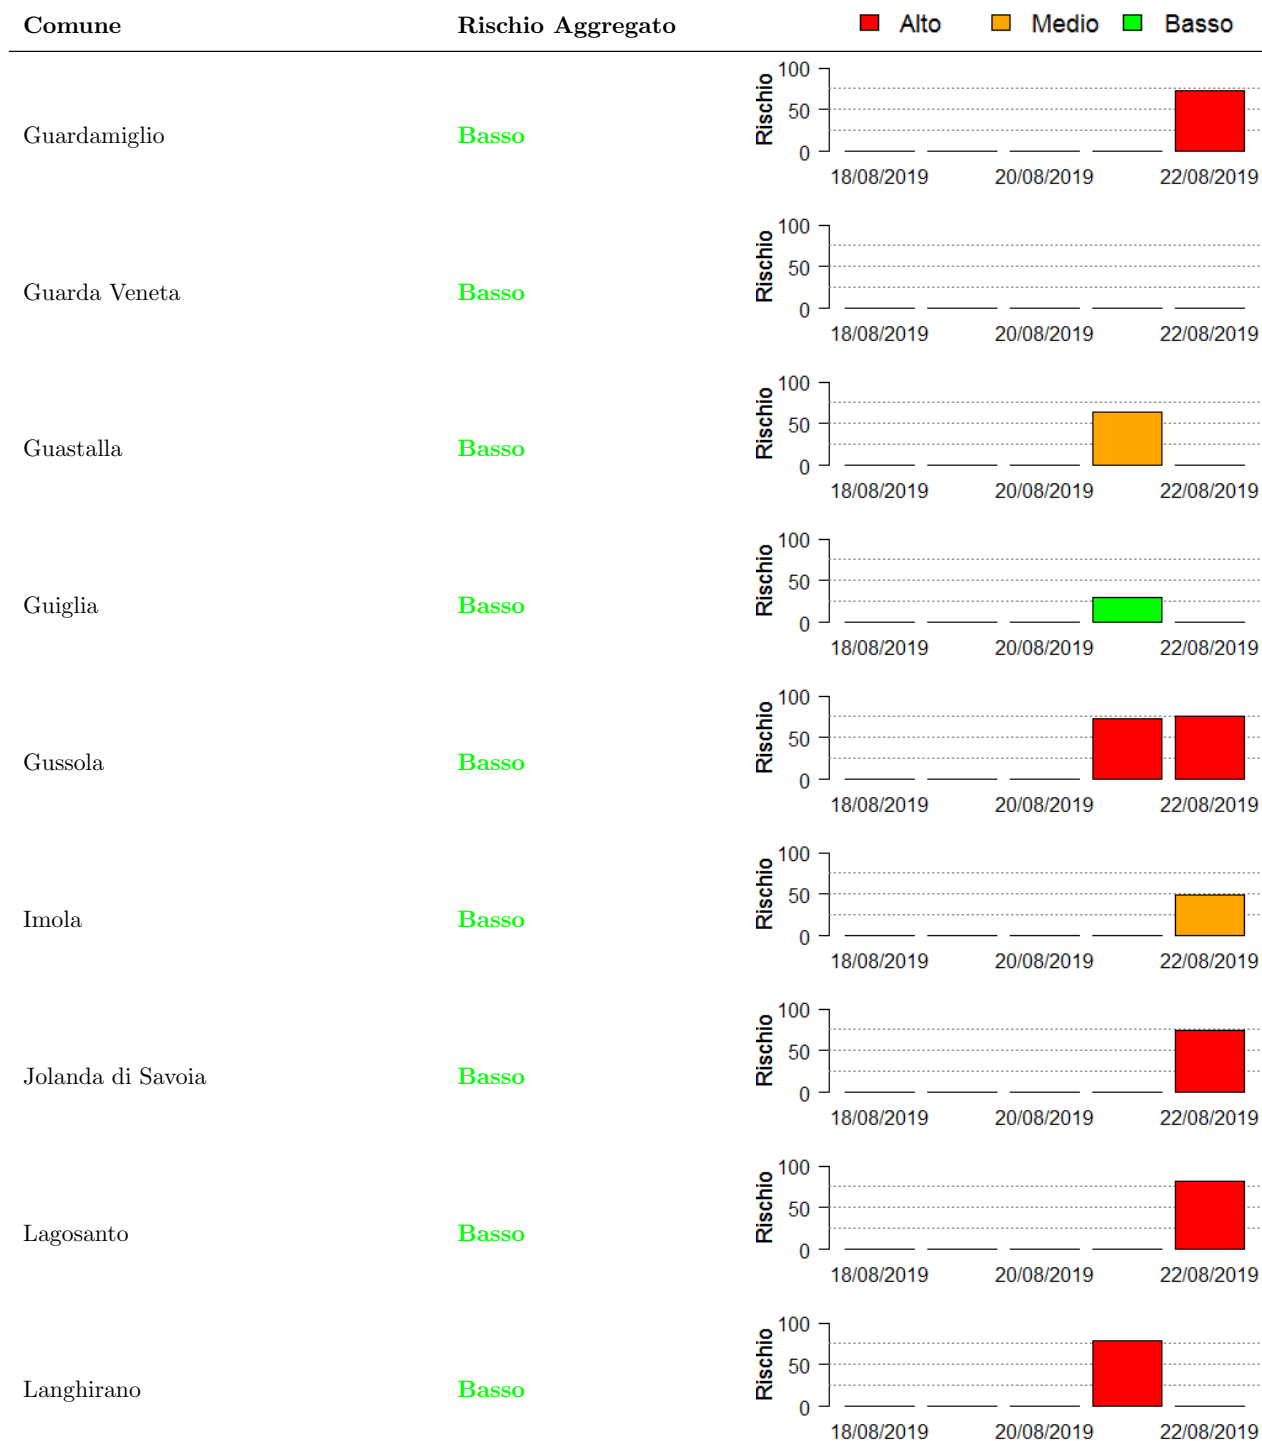 Comune Rischio Aggregato Alto Medio Basso
Guardamiglio Basso
Rischio
100
50
0
18/08/2019 20/08/2019 22/08/2019
Guarda Veneta Basso
Rischio
100
50
0
18/08/2019 20/08/2019 22/08/2019
Guastalla Basso
Rischio
100
50
0
18/08/2019 20/08/2019 22/08/2019
Guiglia Basso
Rischio
100
50
0
18/08/2019 20/08/2019 22/08/2019
Gussola Basso
Rischio
100
50
0
18/08/2019 20/08/2019 22/08/2019
Imola Basso
Rischio
100
50
0
18/08/2019 20/08/2019 22/08/2019
Jolanda di Savoia Basso
Rischio
100
50
0
18/08/2019 20/08/2019 22/08/2019
Lagosanto Basso
Rischio
100
50
0
18/08/2019 20/08/2019 22/08/2019
Langhirano Basso
Rischio
100
50
0
18/08/2019 20/08/2019 22/08/2019